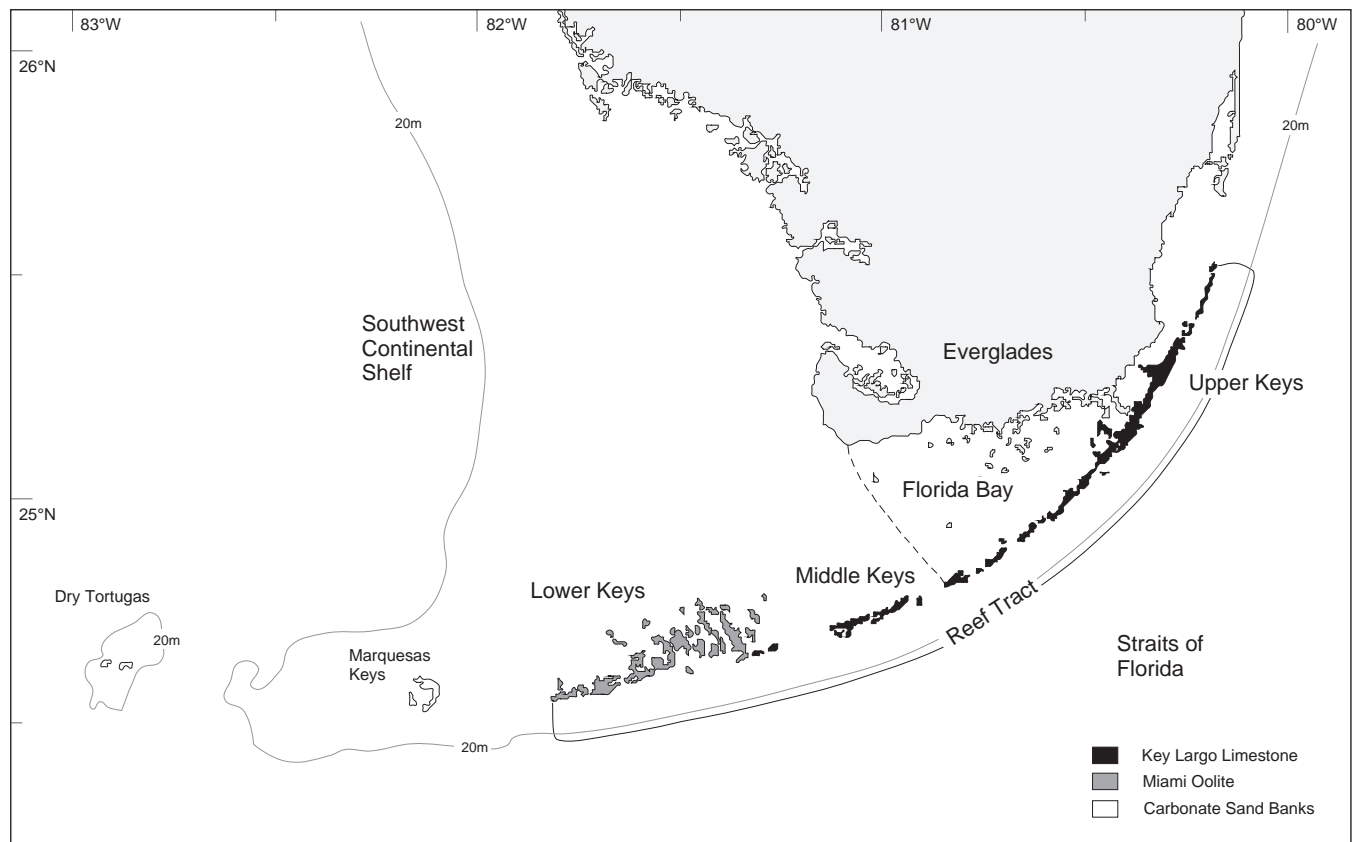 83°W
82°W
81°W
80°W
26°N
20m
20m
Southwest
Continental
Shelf
Everglades
Upper Keys
Florida Bay
25°N
Middle Keys
Lower Keys
Dry Tortugas
20m
Reef Tract
Straits of
Florida
Marquesas
Keys
20m
Key Largo Limestone
Miami Oolite
Carbonate Sand Banks